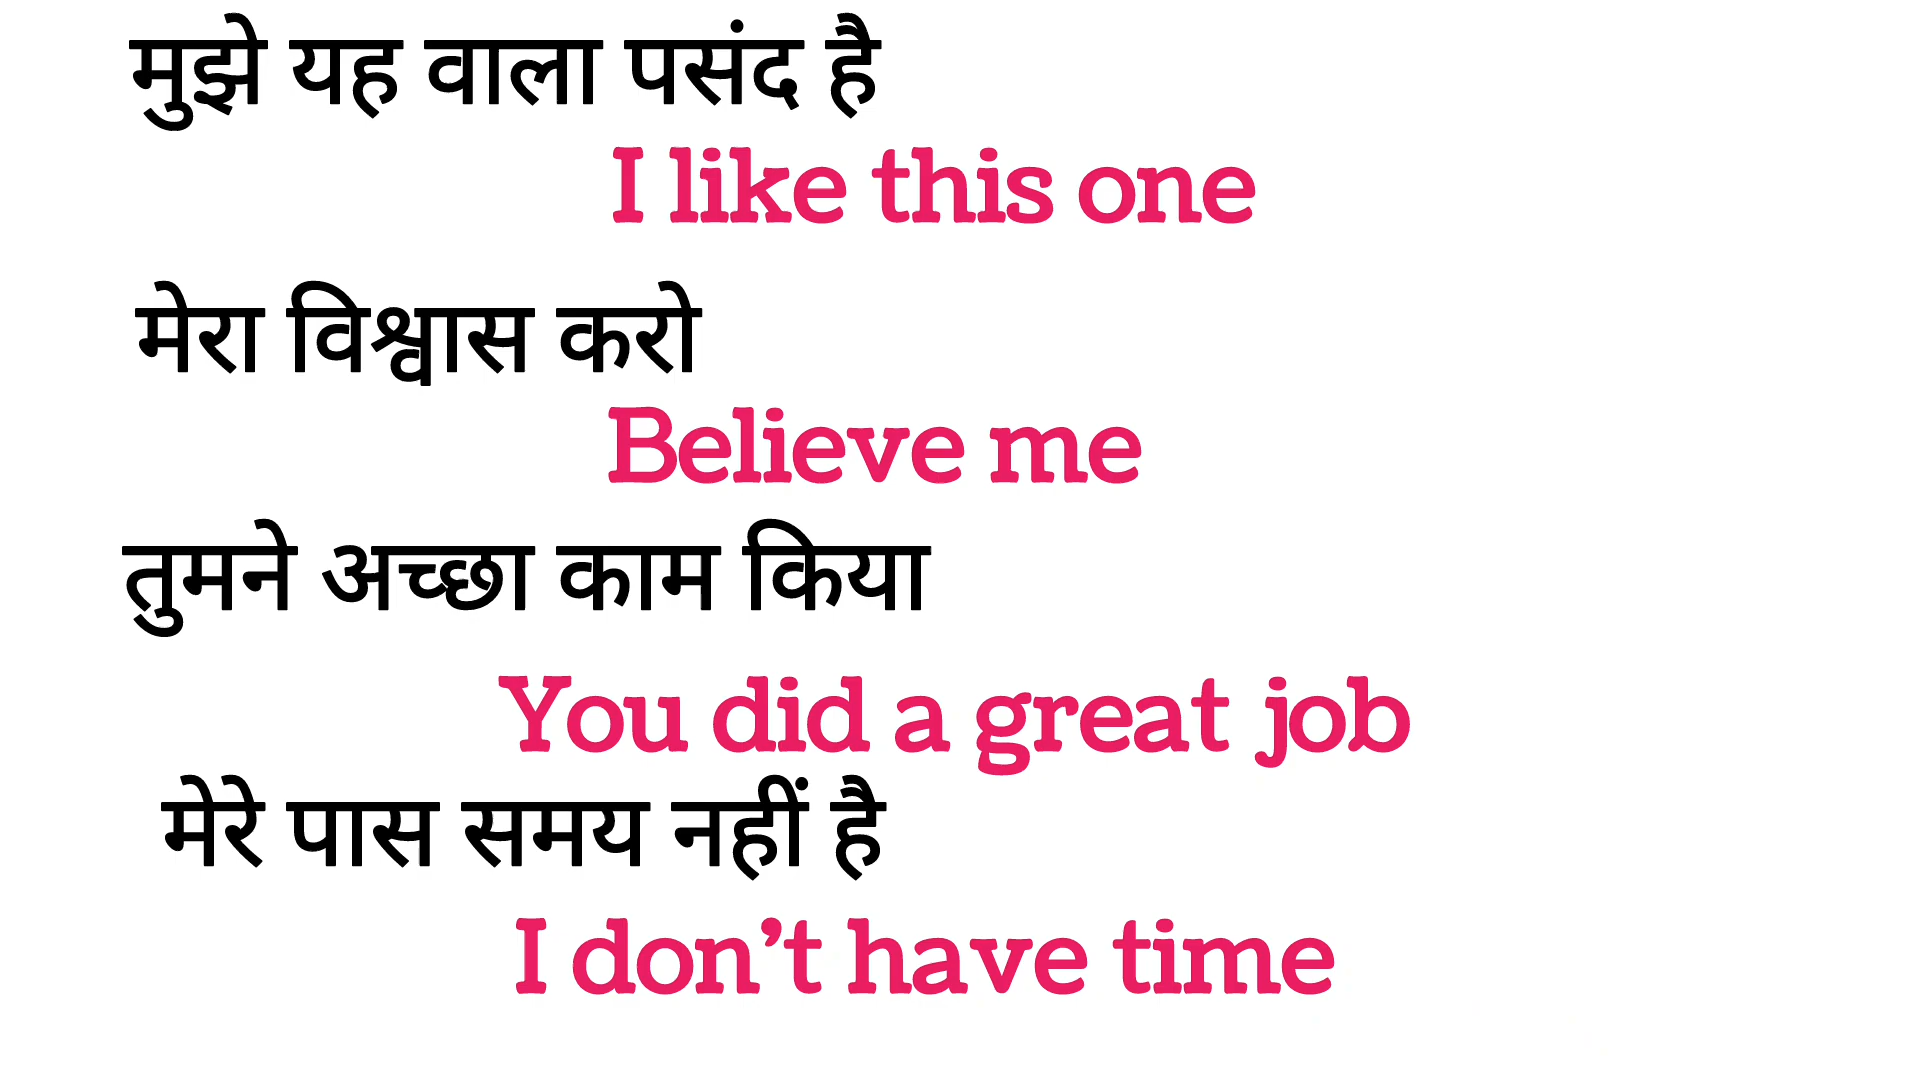 मुझे यह वाला पसंद है
I like this one
मेरा विश्वास करो
Believe me
तुमने अच्छा काम किया
You did a great job
मेरे पास समय नहीं है
I don’t have time